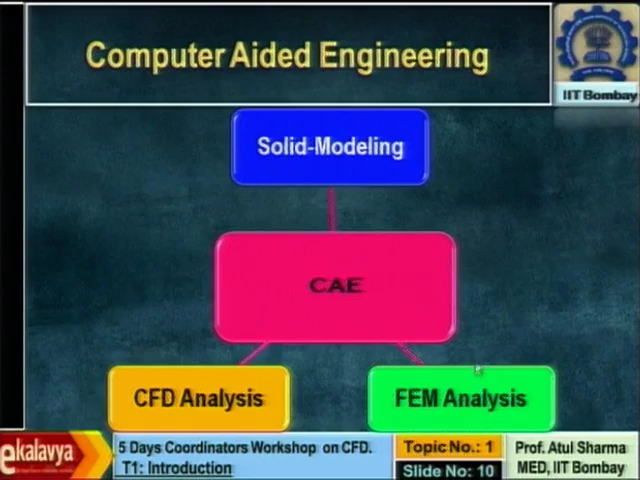 Computer Aided Engineering
IIT Bombay
Solid-Modeling
CAE
CFD Analysis
FEM Analysis
ekalavya
5 Days Coordinators Workshop on CFD.
T1: Introduction
Topic No.: 1
Slide No: 10
Prof. Atul Sharma
MED, IIT Bombay